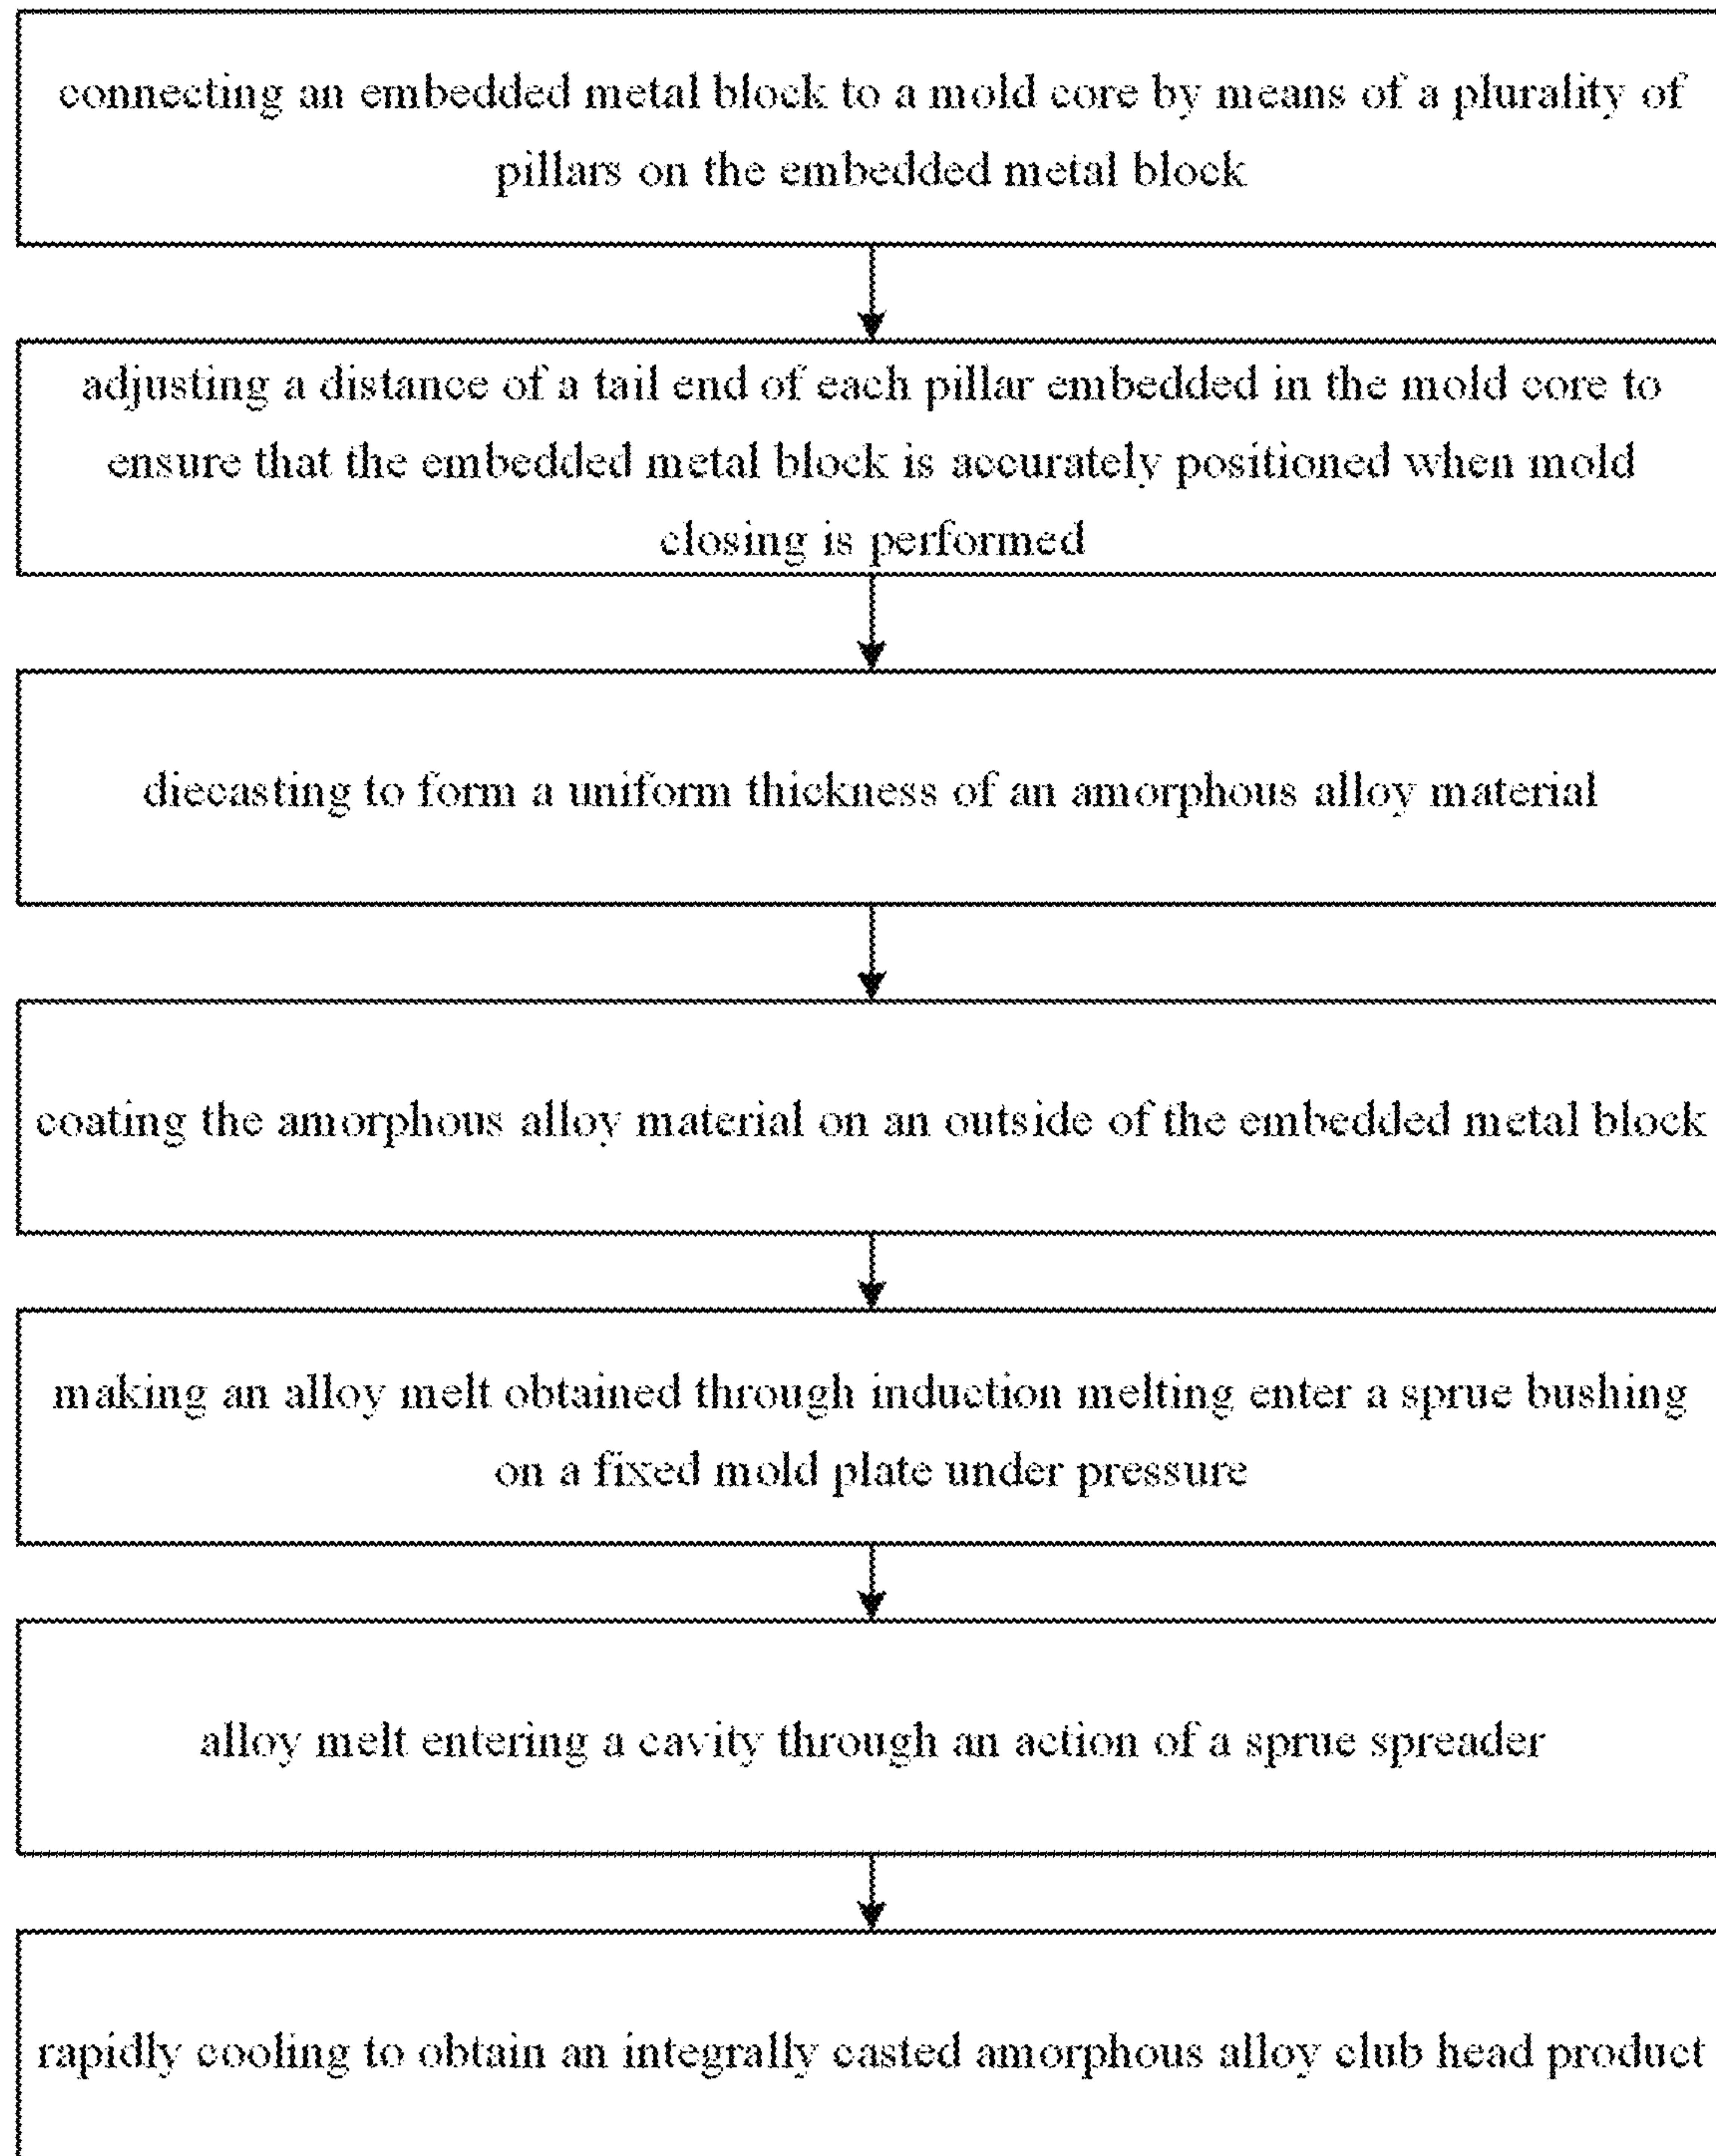 connecting an embedded metal block to a mold core by means of a plurality of
pillars on the embedded metal block
adjusting a distance of a tail end of each pillar embedded in the mold core to
ensure that the embedded metal block is accurately positioned when mold
closing is performed
diecasting to form a uniform thickness of an amorphous alloy material
coating the amorphous alloy material on an outside of the embedded metal block
making an alloy melt obtained through induction melting enter a sprue bushing
on a fixed mold plate under pressure
alloy melt entering a cavity through an action of a sprue spreader
rapidly cooling to obtain an integrally casted amorphous alloy club head product